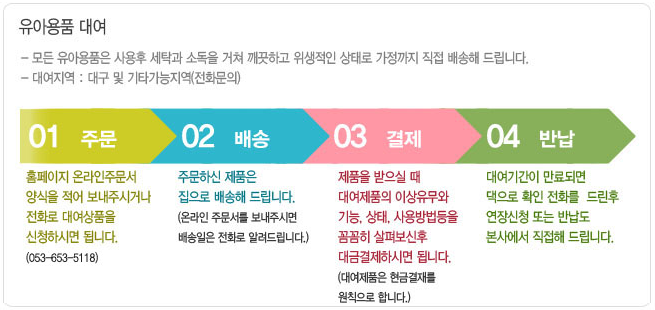 유아용품 대여
- 모든 유아용품은 사용후 세탁과 소독을 거쳐 깨끗하고 위생적인 상태로 가정까지 직접 배송해 드립니다.
- 대여지역 : 대구 및 기타가능지역(전화문의)
01 주문
홈페이지 온라인주문서
양식을 적어 보내주시거나
전화로 대여상품을
신청하시면 됩니다.
(053-653-5118)
02 배송
주문하신 제품은
집으로 배송해 드립니다.
(온라인 주문서를 보내주시면
배송일은 전화로 알려드립니다.)
03 결제
제품을 받으실 때
대여제품의 이상유무와
기능, 상태, 사용방법등을
꼼꼼히 살펴보신후
대금결제하시면 됩니다.
(대여제품은 현금결재를
원칙으로 합니다.)
04 반납
대여기간이 만료되면
댁으로 확인 전화를 드린후
연장신청 또는 반납도
본사에서 직접해 드립니다.